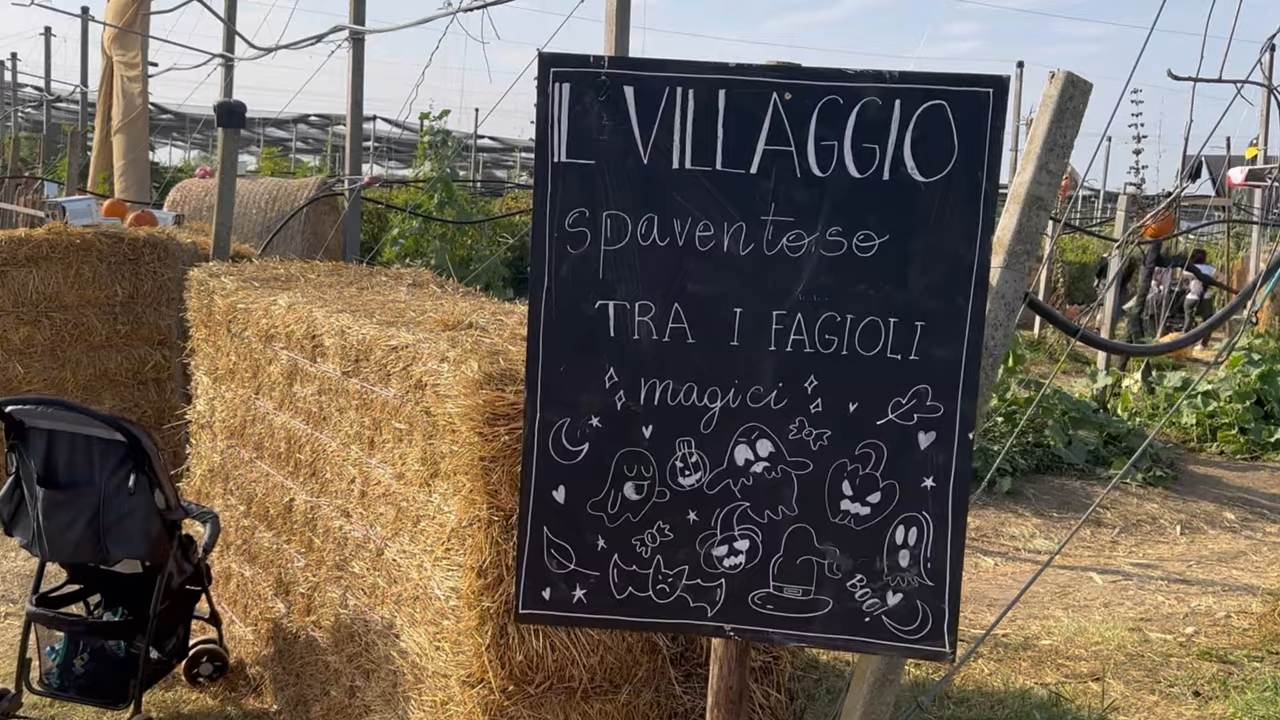 IL VILLAGGIO
spaventoso
TRA I FAGIOLI
magici
BOO!